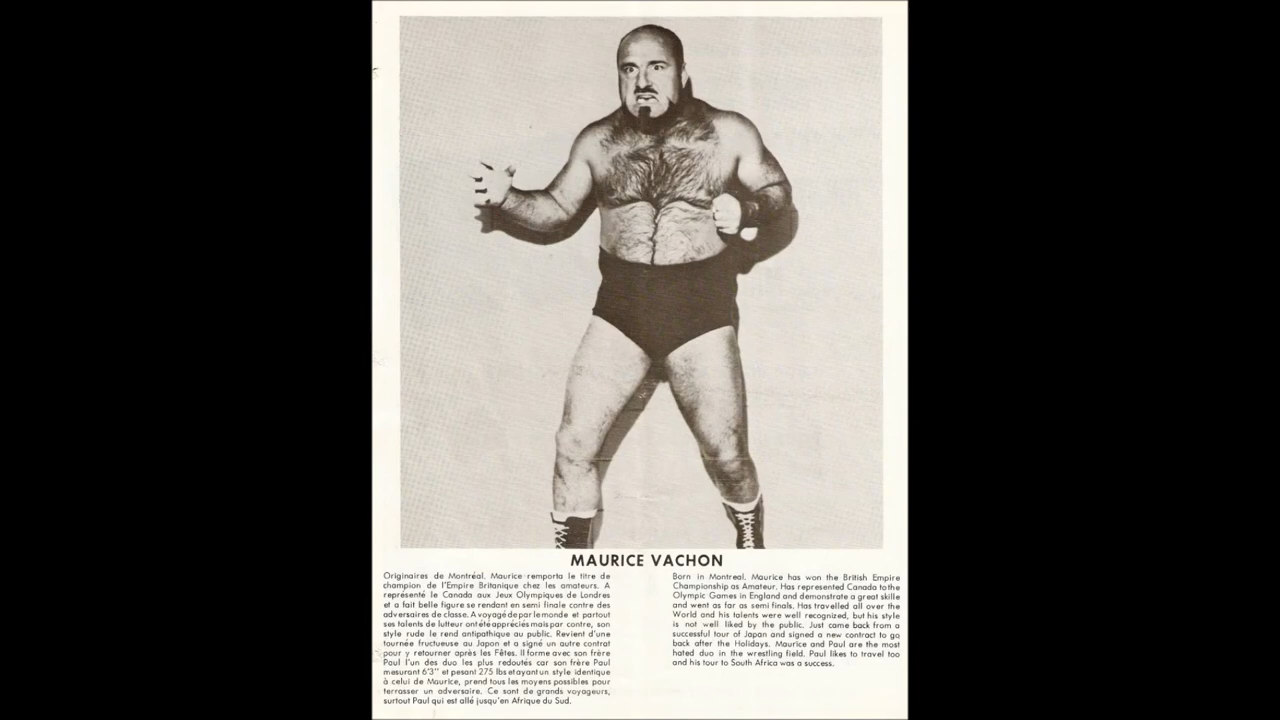 MAURICE VACHON
Originaires de Montréal, Maurice remporta le titre de
champion de l'Empire Britanique chez les amateurs. A
représenté le Canada aux Jeux Olympiques de Londres
et a fait belle figure se rendant en semi finale contre des
adversaires de classe. A voyagé de par le monde et partout
ses talents de lutteur ont été appréciés mais par contre, son
style rude le rend antipathique au public. Revient d'une
tournée fructueuse au Japon et a signé un autre contrat
pour y retourner après les Fêtes. Il forme avec son frère
Paul l'un des duo les plus redoutés car son frère Paul
mesurant 6'3" et pesant 275 lbs et ayant un style identique
à celui de Maurice, prend tous les moyens possibles pour
terrasser un adversaire. Ce sont de grands voyageurs,
surtout Paul qui est allé jusqu'en Afrique du Sud.
Born in Montreal, Maurice has won the British Empire
Championship as Amateur. Has represented Canada to the
Olympic Games in England and demonstrate a great skille
and went as far as semi finals. Has travelled all over the
World and his talents were well recognized, but his style
is not well liked by the public. Just came back from a
successful tour of Japan and signed a new contract to go
back after the Holidays. Maurice and Paul are the most
hated duo in the wrestling field. Paul likes to travel too
and his tour to South Africa was a success.